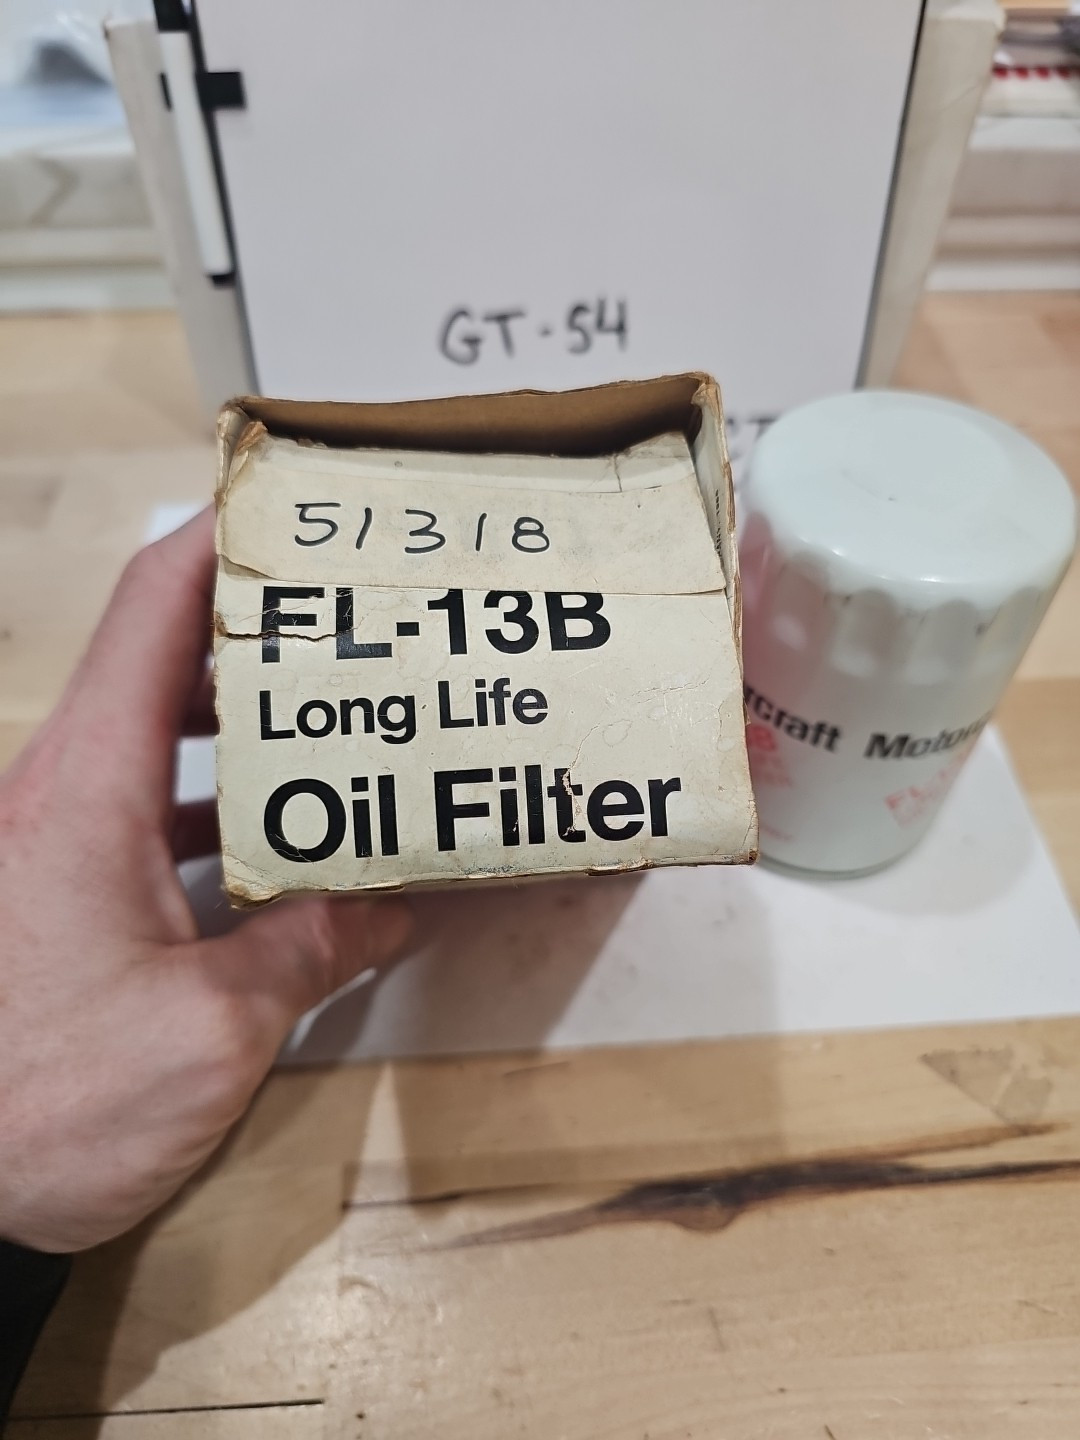 GT-54
51318
FL-13B
Long Life
Oil Filter
rcraft Motor